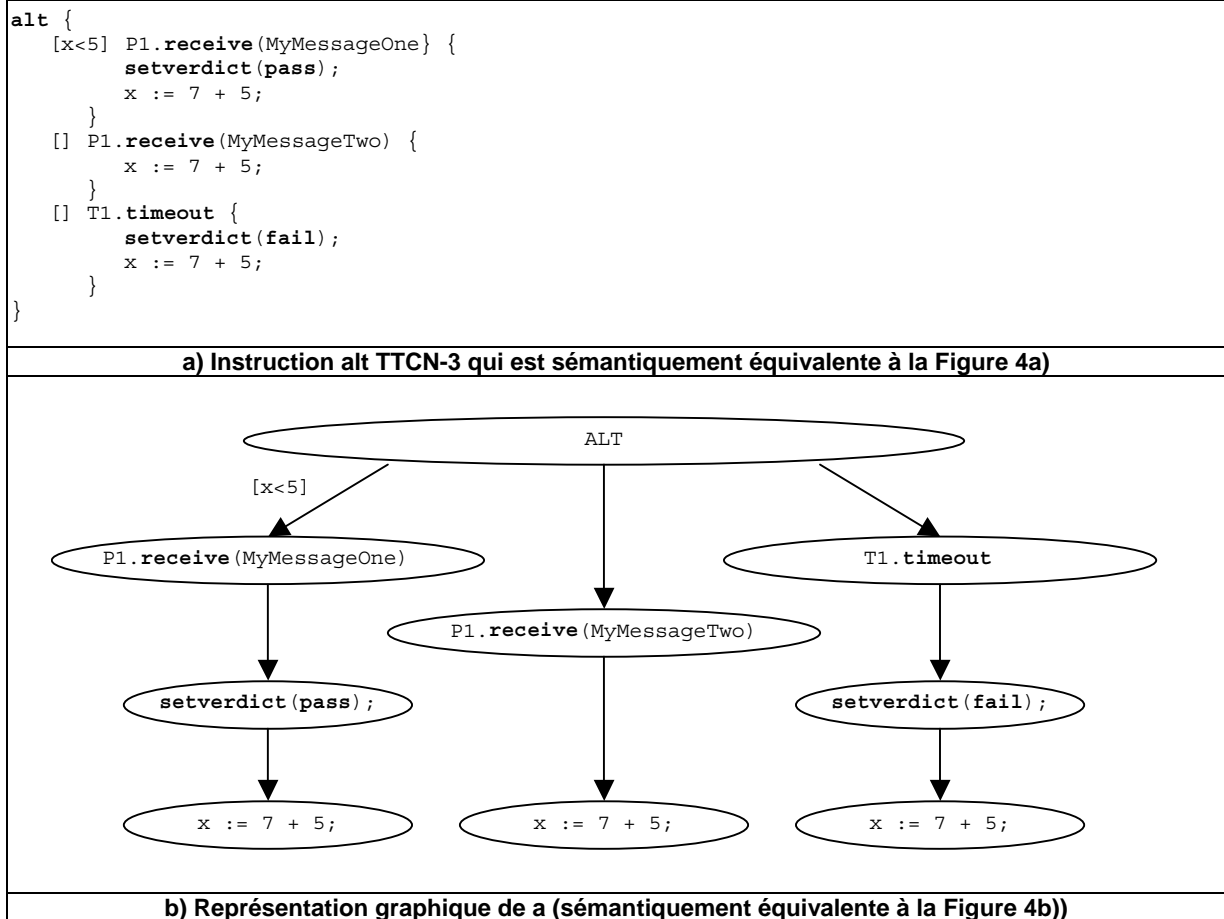 alt {
[x<5] P1.receive(MyMessageOne} {
setverdict(pass);
x := 7 + 5;
}
[] P1.receive(MyMessageTwo) {
x := 7 + 5;
}
[] T1.timeout {
setverdict(fail);
x := 7 + 5;
}
}
a) Instruction alt TTCN-3 qui est sémantiquement équivalente à la Figure 4a)
ALT
[x<5]
P1.receive(MyMessageOne)
T1.timeout
P1.receive(MyMessageTwo)
setverdict(pass);
setverdict(fail);
x := 7 + 5;
x := 7 + 5;
x := 7 + 5;
b) Représentation graphique de a (sémantiquement équivalente à la Figure 4b))